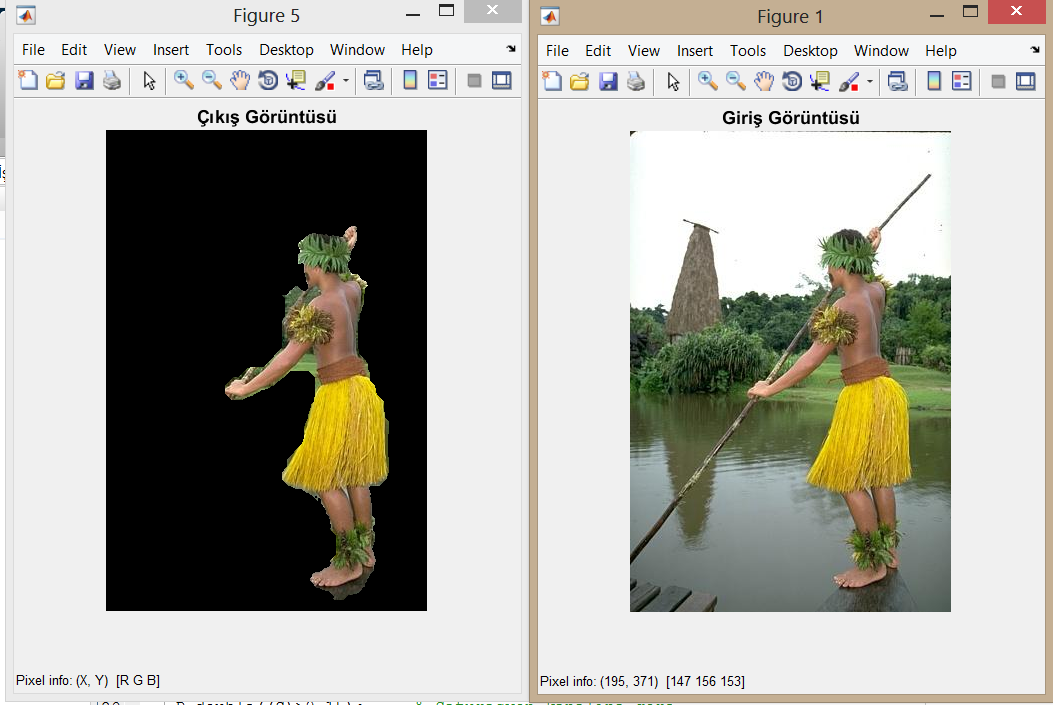 Figure 5
File Edit View Insert Tools Desktop Window Help
Çıkış Görüntüsü
Pixel info: (X, Y) [R G B]
Figure 1
File Edit View Insert Tools Desktop Window Help
Giriş Görüntüsü
Pixel info: (195, 371) [147 156 153]